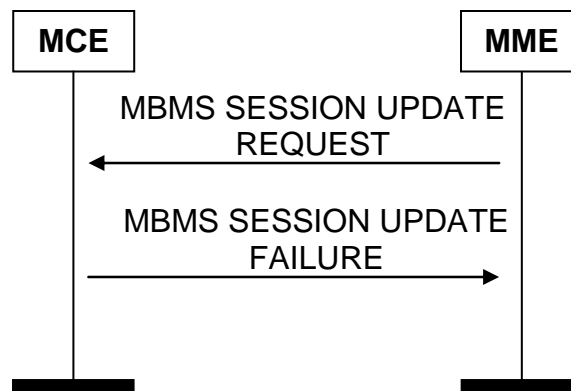 MCE
MME
MBMS SESSION UPDATE
REQUEST
MBMS SESSION UPDATE
FAILURE